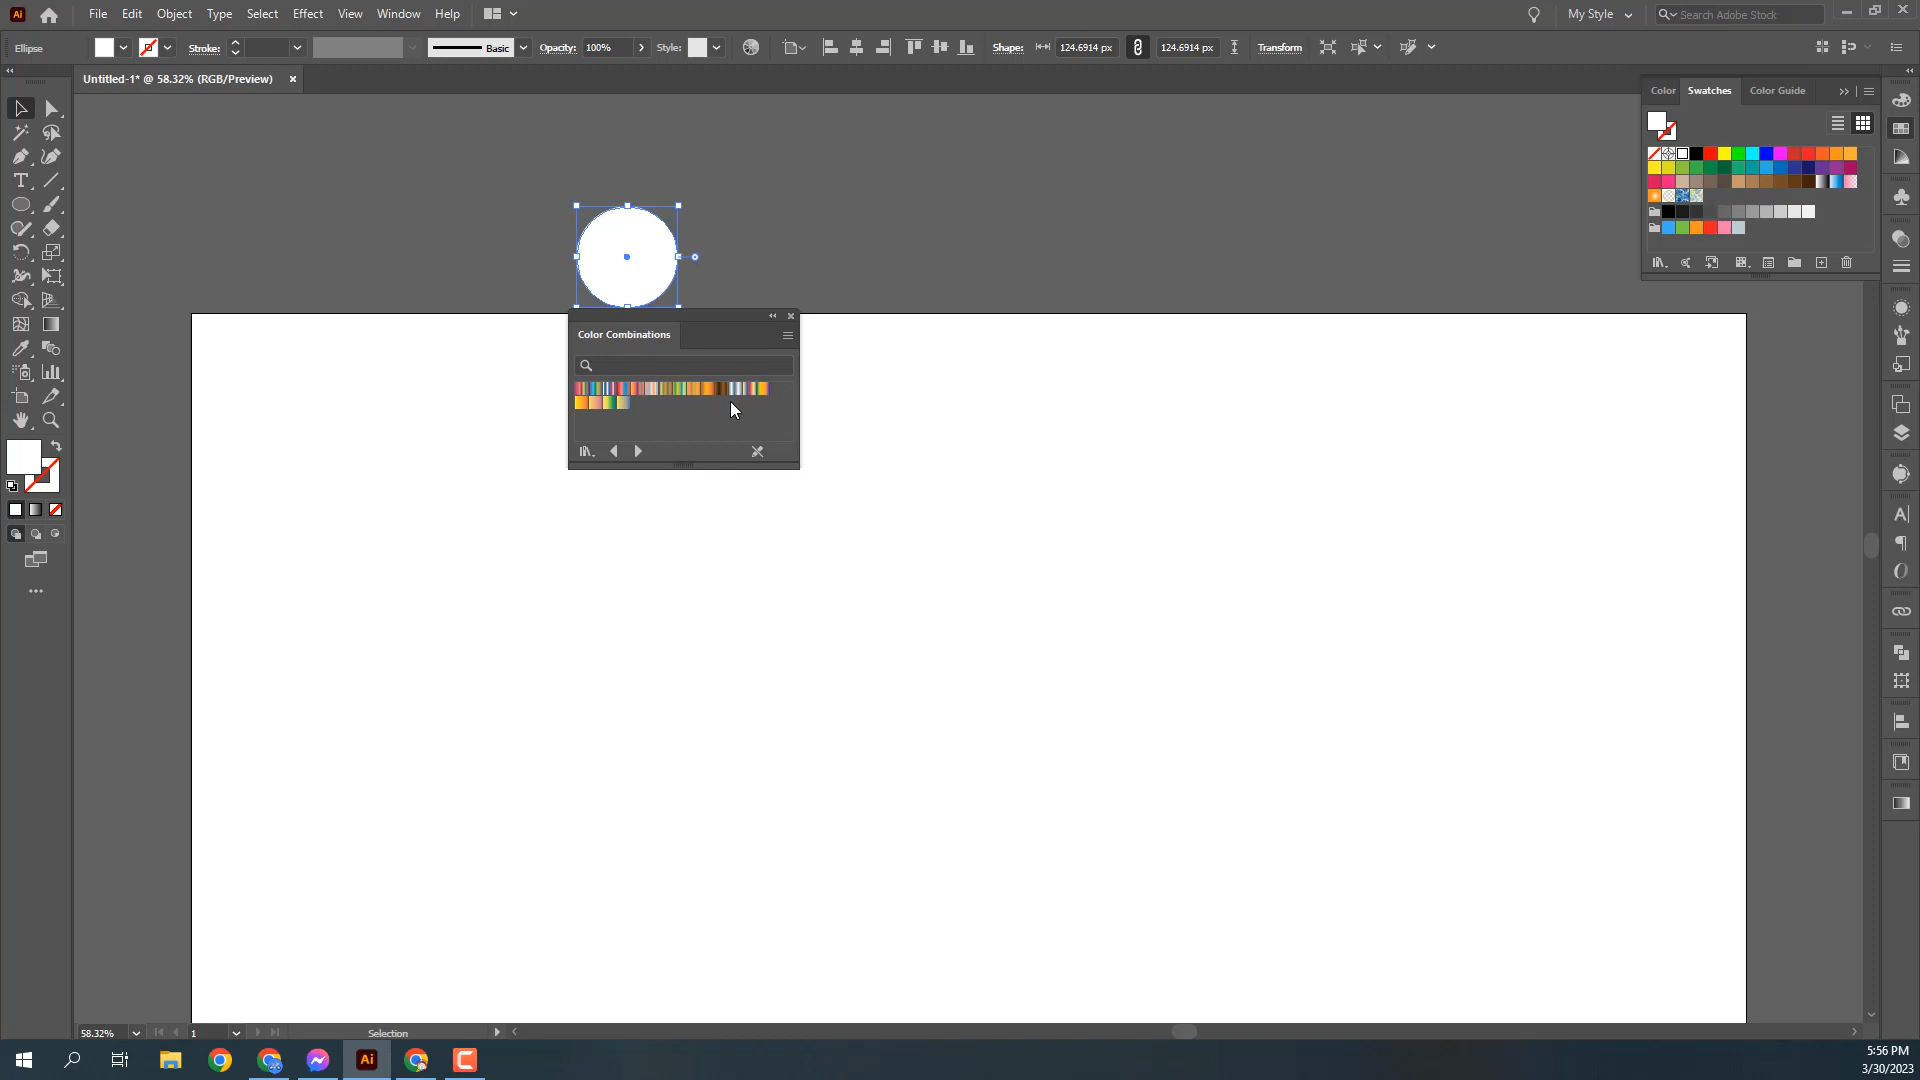 Ai File Edit Object Type Select Effect View Window Help My Style Search Adobe Stock
Ellipse Stroke: Basic Opacity: 100% Style: Shape: 124.6914 px 124.6914 px Transform
Untitled-1* @ 58.32% (RGB/Preview)
Color Swatches Color Guide
Color Combinations
58.32% 1 Selection
Ai
5:56 PM
3/30/2023